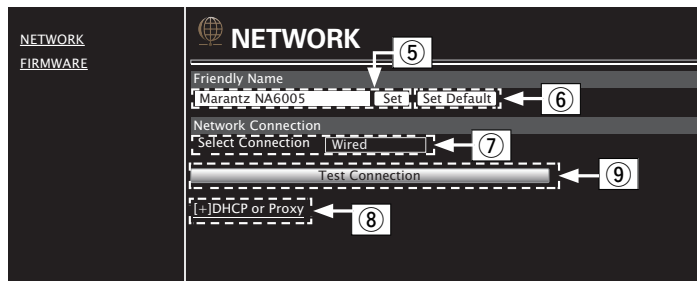 NETWORK
FIRMWARE
NETWORK
⑤
Friendly Name
Marantz NA6005 Set Set Default ⑥
Network Connection
Select Connection Wired ⑦
Test Connection ⑨
[+]DHCP or Proxy ⑧